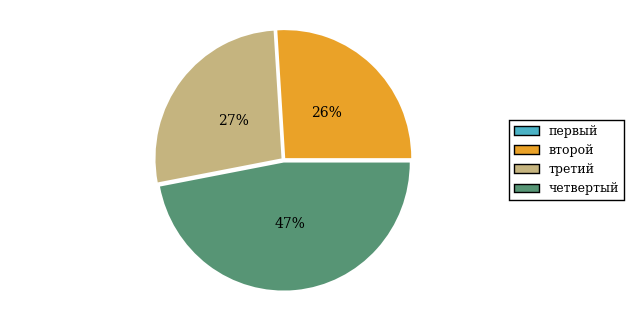 26%
27%
47%
первый
второй
третий
четвертый